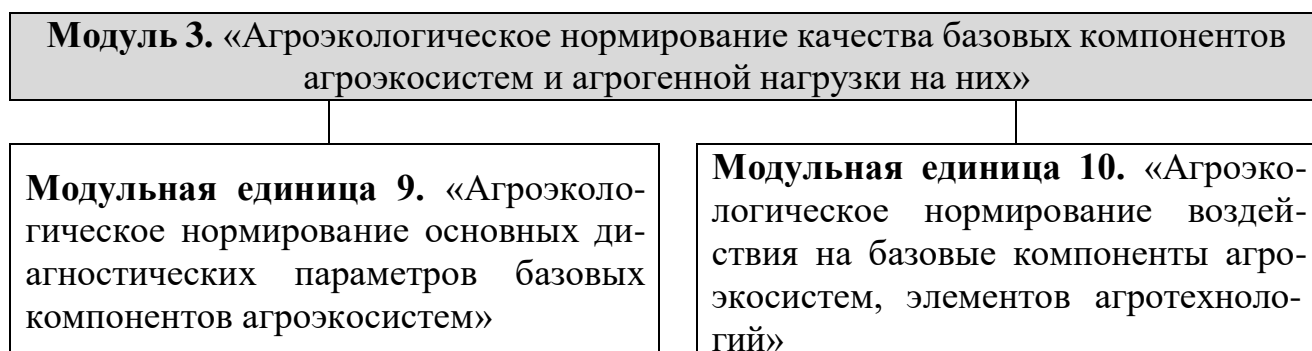 Модуль 3. «Агроэкологическое нормирование качества базовых компонентов
агроэкосистем и агрогенной нагрузки на них»
Модульная единица 9. «Агроэколо-
гическое нормирование основных ди-
агностических параметров базовых
компонентов агроэкосистем»
Модульная единица 10. «Агроэко-
логическое нормирование воздей-
ствия на базовые компоненты агро-
экосистем, элементов агротехноло-
гий»